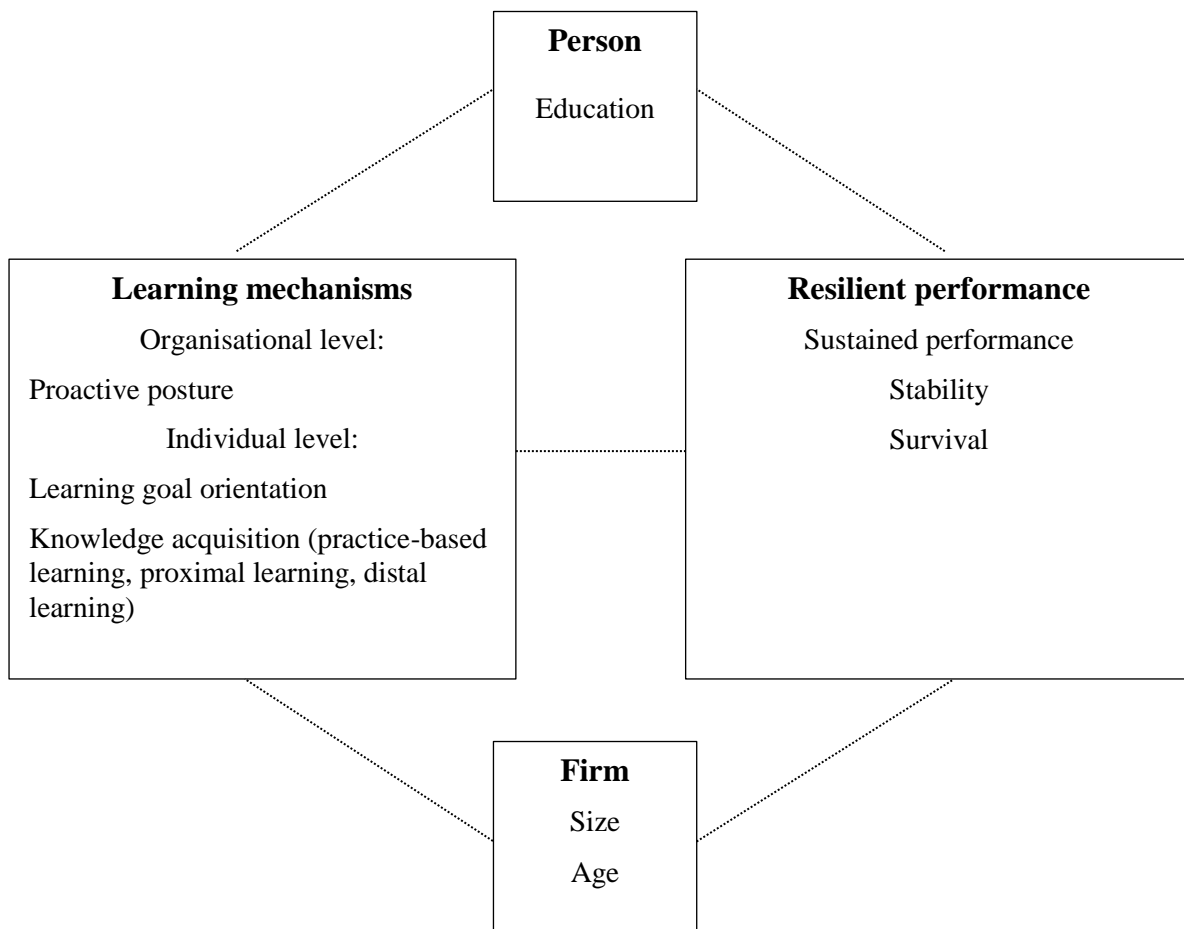 Person
Education
Learning mechanisms
Organisational level:
Proactive posture
Individual level:
Learning goal orientation
Knowledge acquisition (practice-based
learning, proximal learning, distal
learning)
Resilient performance
Sustained performance
Stability
Survival
Firm
Size
Age